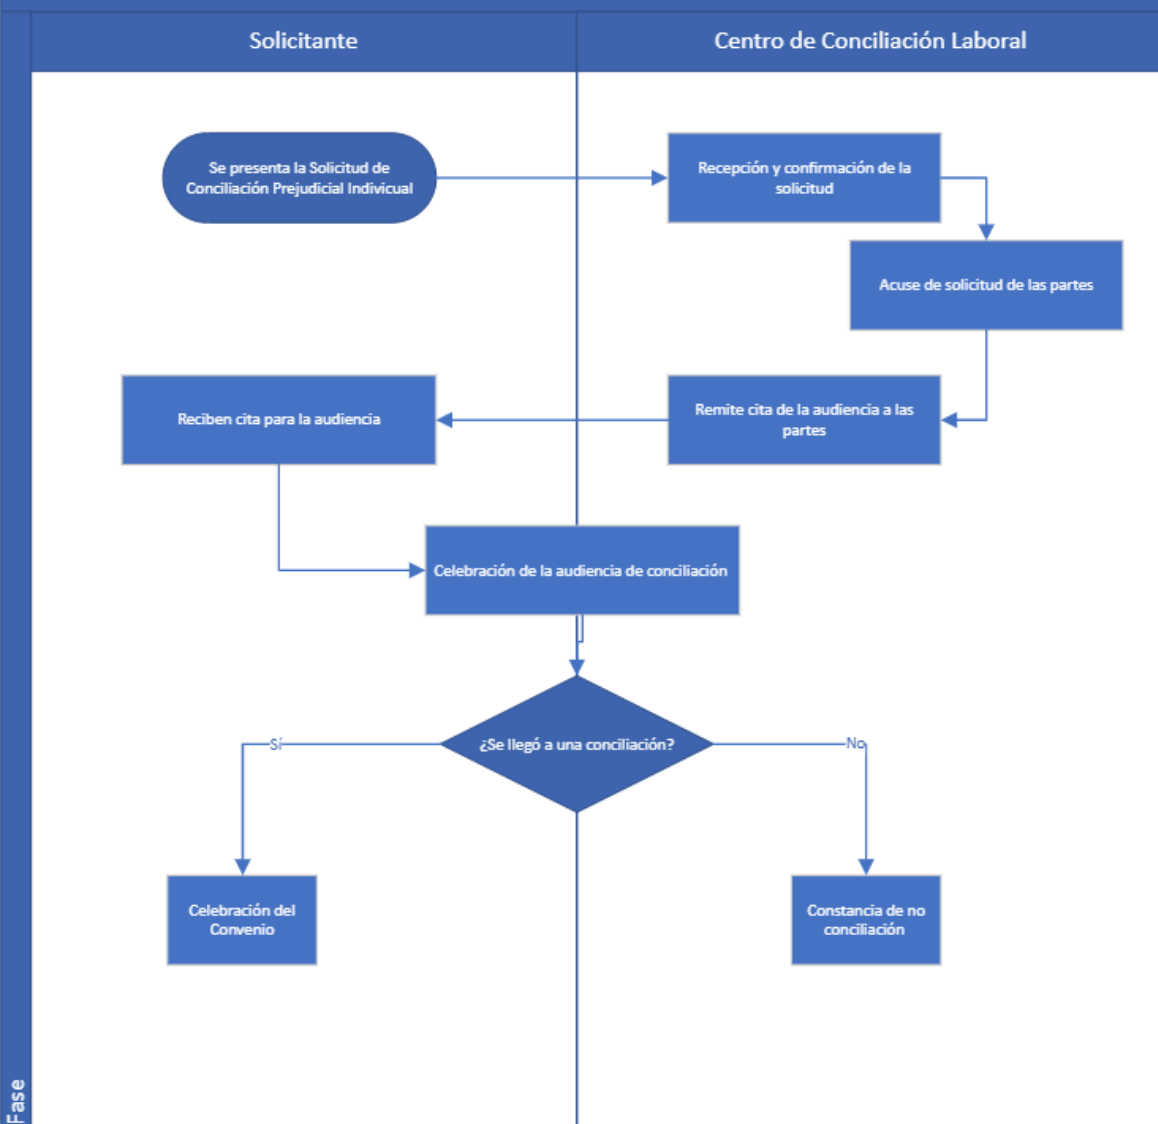 Solicitante
Centro de Conciliación Laboral
Se presenta la Solicitud de
Conciliación Prejudicial Indivicual
Recepción y confirmación de la
solicitud
Acuse de solicitud de las partes
Remite cita de la audiencia a las
partes
Reciben cita para la audiencia
Celebración de la audiencia de conciliación
¿Se llegó a una conciliación?
Sí
No
Celebración del
Convenio
Constancia de no
conciliación
Fase